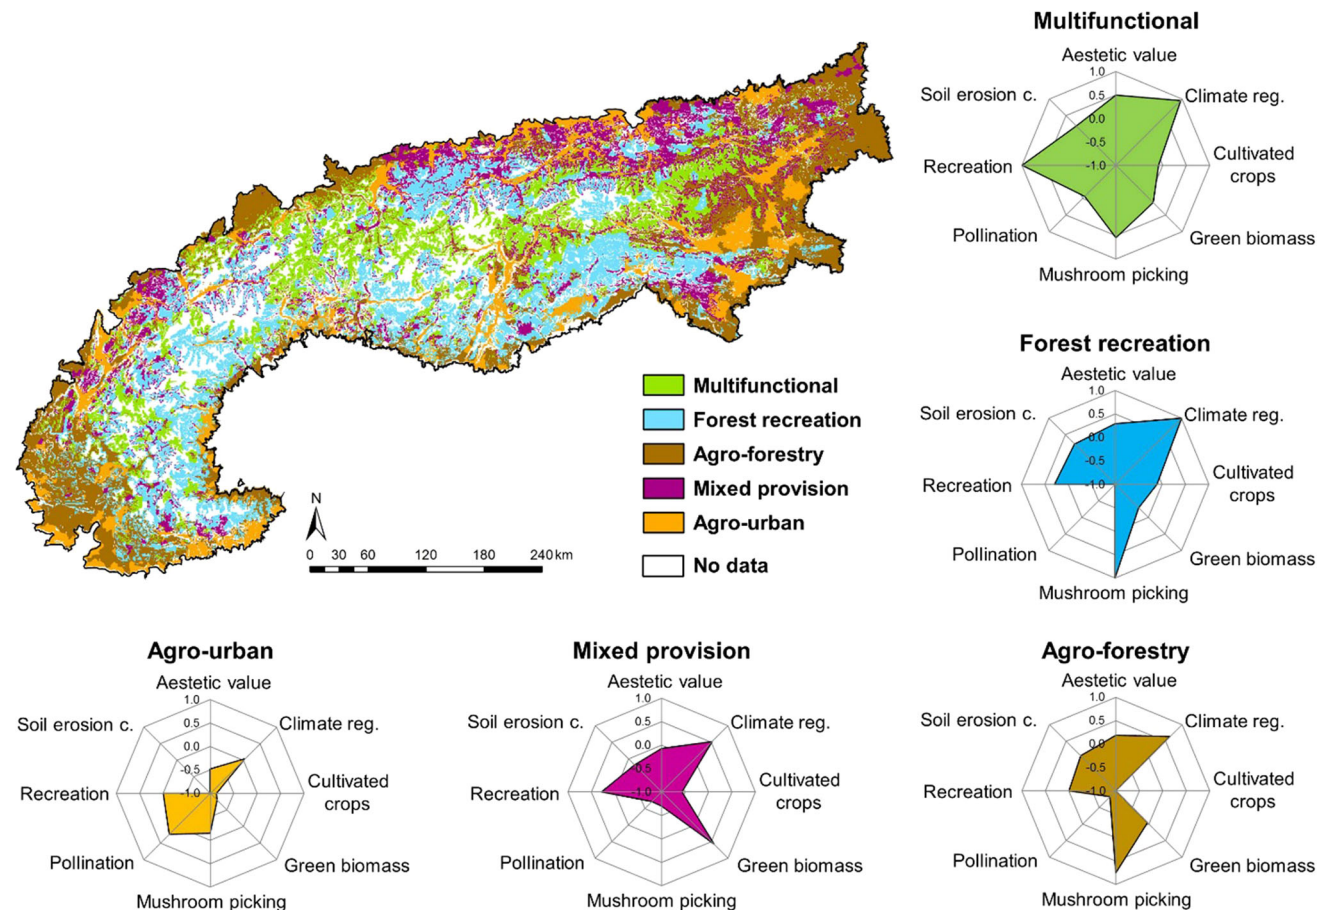 Multifunctional
Aestetic value
1.0
Soil erosion c.
Climate reg.
0.5
0.0
-0.5
Recreation
-1.0
Cultivated
crops
Pollination
Green biomass
Mushroom picking
Forest recreation
Aestetic value
1.0
Soil erosion c.
Climate reg.
0.5
0.0
-0.5
Recreation
-1.0
Cultivated
crops
Pollination
Green biomass
Mushroom picking
Multifunctional
Forest recreation
Agro-forestry
Mixed provision
Agro-urban
No data
N
0 30 60 120 180 240 km
Agro-urban
Aestetic value
1.0
Soil erosion c.
Climate reg.
0.5
0.0
-0.5
Recreation
-1.0
Cultivated
crops
Pollination
Green biomass
Mushroom picking
Mixed provision
Aestetic value
1.0
Soil erosion c.
Climate reg.
0.5
0.0
-0.5
Recreation
-1.0
Cultivated
crops
Pollination
Green biomass
Mushroom picking
Agro-forestry
Aestetic value
1.0
Soil erosion c.
Climate reg.
0.5
0.0
-0.5
Recreation
-1.0
Cultivated
crops
Pollination
Green biomass
Mushroom picking